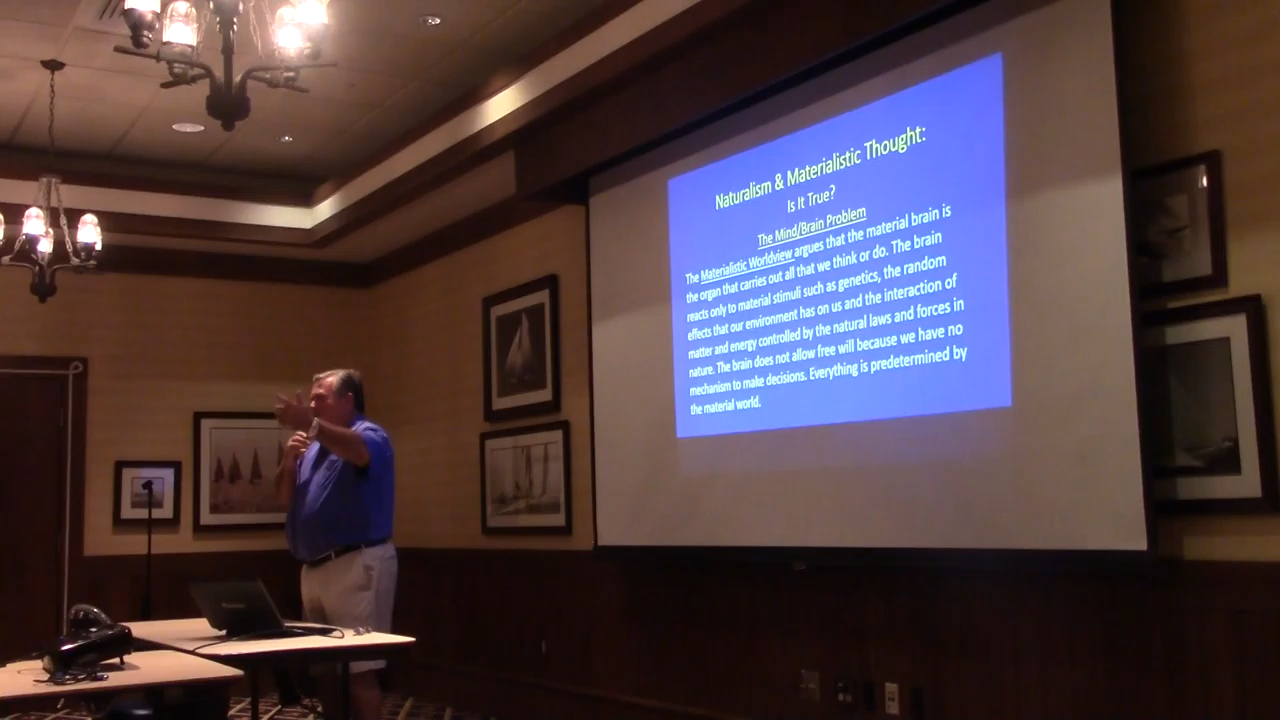 Naturalism & Materialistic Thought:
Is It True?
The Mind/Brain Problem
The Materialistic Worldview argues that the material brain is
the organ that carries out all that we think or do. The brain
reacts only to material stimuli such as genetics, the random
effects that our environment has on us and the interaction of
matter and energy controlled by the natural laws and forces in
nature. The brain does not allow free will because we have no
mechanism to make decisions. Everything is predetermined by
the material world.